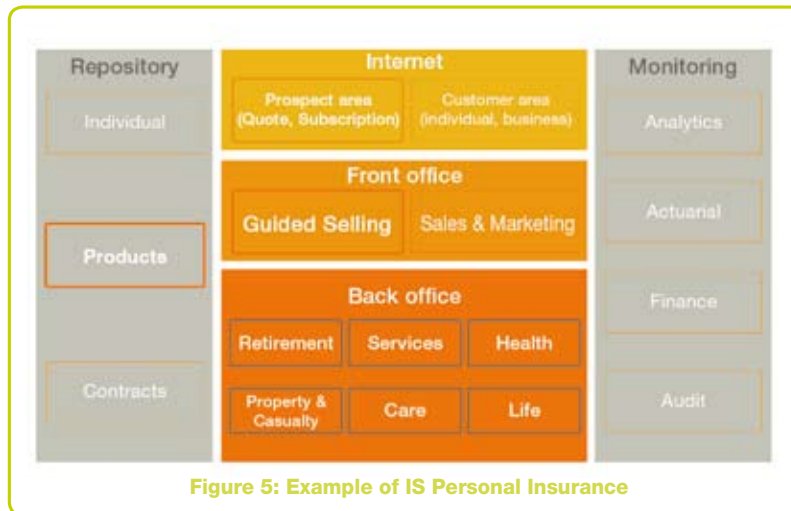 Repository
Individual
Products
Contracts
Internet
Prospect area
(Quote, Subscription)
Customer area
(individual, business)
Front office
Guided Selling
Sales & Marketing
Back office
Retirement
Services
Health
Property &
Casualty
Care
Life
Monitoring
Analytics
Actuarial
Finance
Audit
Figure 5: Example of IS Personal Insurance